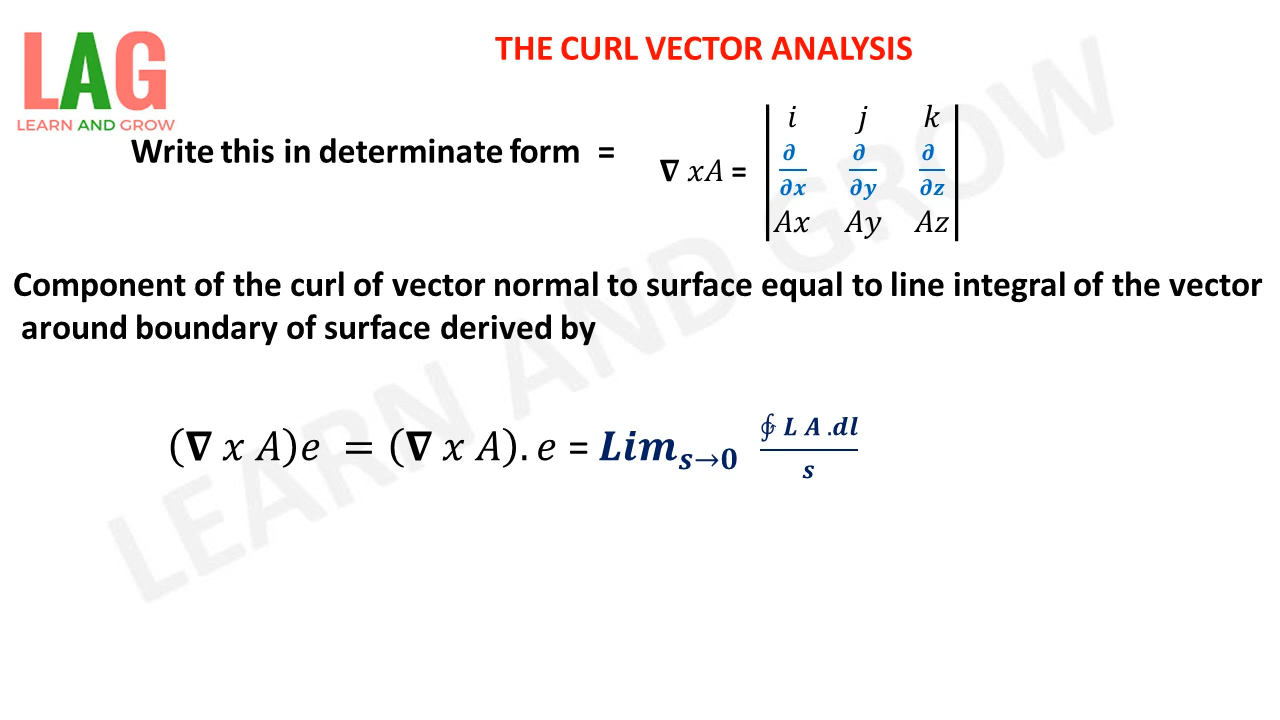 LAG
LEARN AND GROW
THE CURL VECTOR ANALYSIS
Write this in determinate form =
∇ xA = | i j k |
| ∂/∂x ∂/∂y ∂/∂z |
| Ax Ay Az |
Component of the curl of vector normal to surface equal to line integral of the vector
around boundary of surface derived by
(∇ x A)e = (∇ x A). e = Lim s→0 ∮ L A .dl / s
LEARN AND GROW